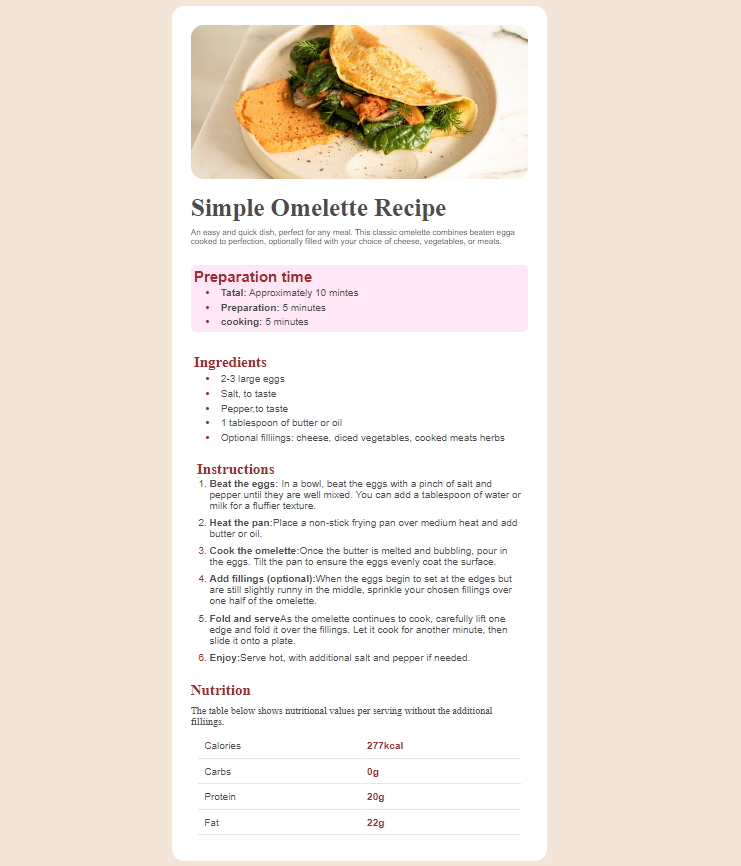 Simple Omelette Recipe
An easy and quick dish, perfect for any meal. This classic omelette combines beaten egga
cooked to perfection, optionally filled with your choice of cheese, vegetables, or meats.
Preparation time
• Tatal: Approximately 10 mintes
• Preparation: 5 minutes
• cooking: 5 minutes
Ingredients
• 2-3 large eggs
• Salt, to taste
• Pepper,to taste
• 1 tablespoon of butter or oil
• Optional filliings: cheese, diced vegetables, cooked meats herbs
Instructions
1. Beat the eggs: In a bowl, beat the eggs with a pinch of salt and
pepper until they are well mixed. You can add a tablespoon of water or
milk for a fluffier texture.
2. Heat the pan:Place a non-stick frying pan over medium heat and add
butter or oil.
3. Cook the omelette:Once the butter is melted and bubbling, pour in
the eggs. Tilt the pan to ensure the eggs evenly coat the surface.
4. Add fillings (optional):When the eggs begin to set at the edges but
are still slightly runny in the middle, sprinkle your chosen fillings over
one half of the omelette.
5. Fold and serveAs the omelette continues to cook, carefully lift one
edge and fold it over the fillings. Let it cook for another minute, then
slide it onto a plate.
6. Enjoy:Serve hot, with additional salt and pepper if needed.
Nutrition
The table below shows nutritional values per serving without the additional
filliings.
Calories 277kcal
Carbs 0g
Protein 20g
Fat 22g